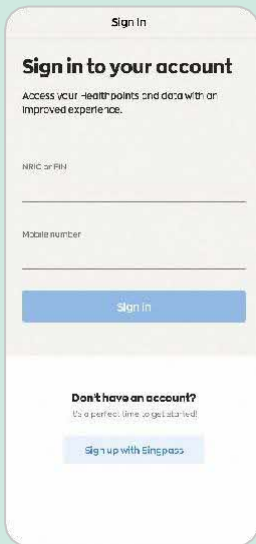 Sign in
Sign in to your account
Access your Healthpoints and data with an
improved experience.
NRIC or FIN
Mobile number
Sign in
Don't have an account?
It's a perfect time to get started!
Sign up with Singpass